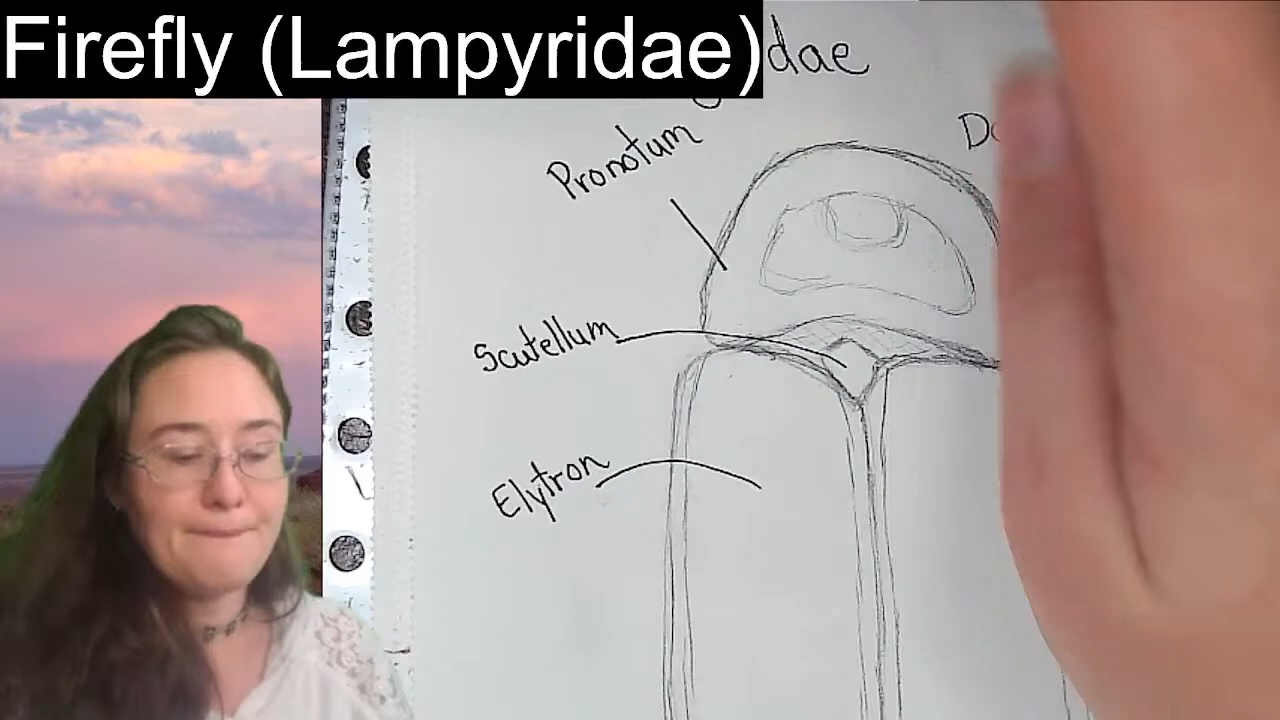 Firefly (Lampyridae)
dae
Pronotum
Scutellum
Elytron